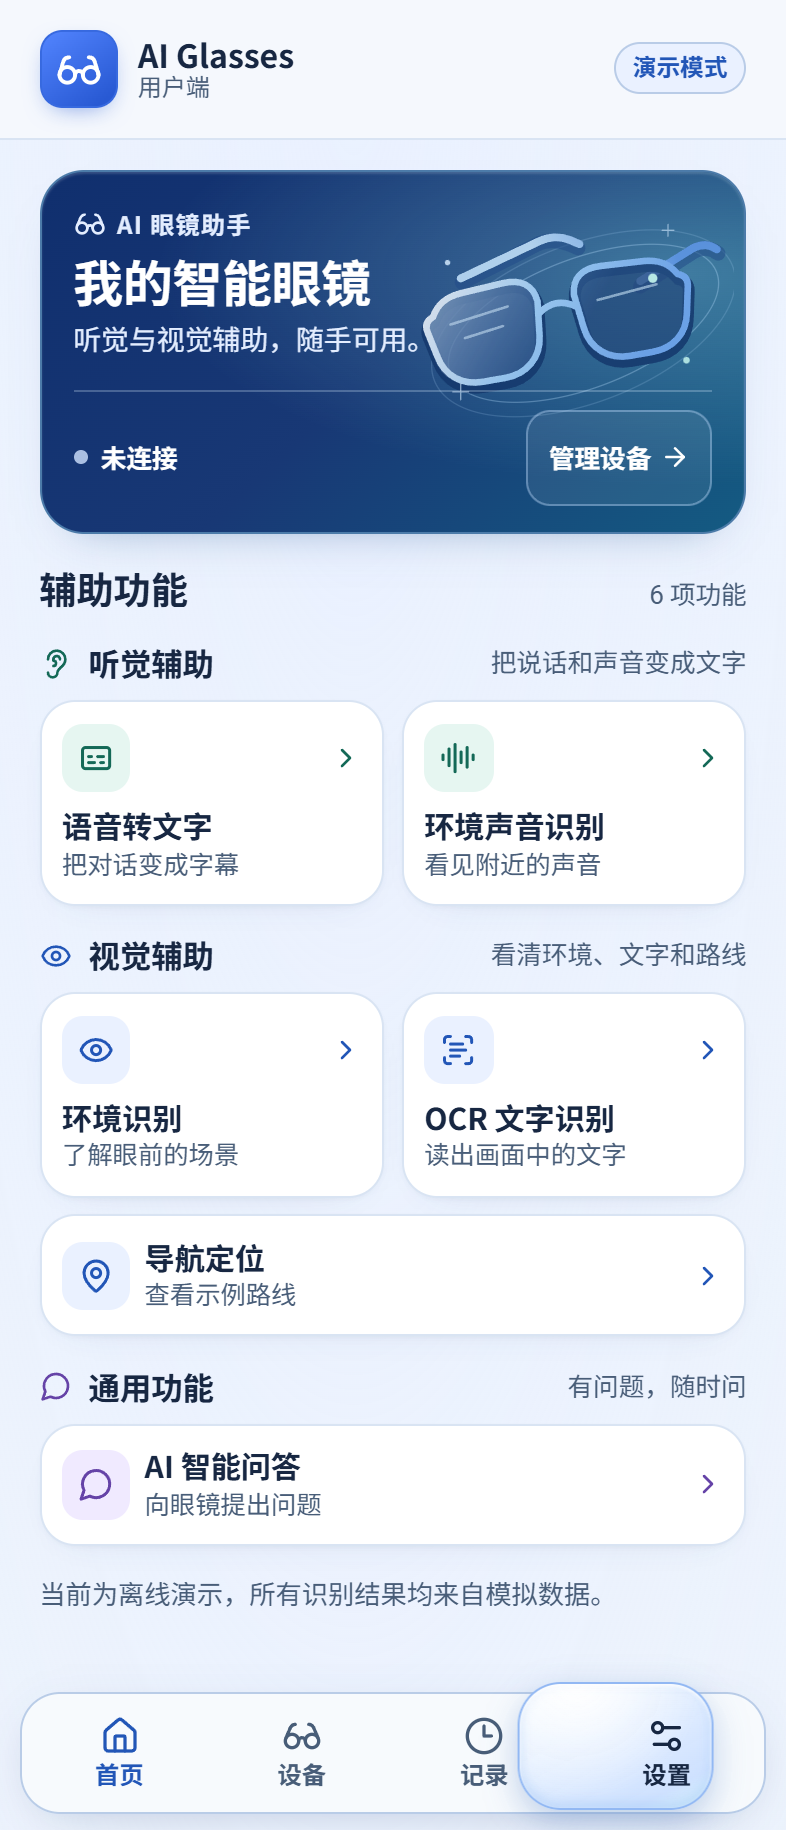 AI Glasses
用户端
演示模式
AI 眼镜助手
我的智能眼镜
听觉与视觉辅助，随手可用。
未连接
管理设备
辅助功能
6 项功能
听觉辅助
把说话和声音变成文字
语音转文字
把对话变成字幕
环境声音识别
看见附近的声音
视觉辅助
看清环境、文字和路线
环境识别
了解眼前的场景
OCR 文字识别
读出画面中的文字
导航定位
查看示例路线
通用功能
有问题，随时问
AI 智能问答
向眼镜提出问题
当前为离线演示，所有识别结果均来自模拟数据。
首页
设备
记录
设置